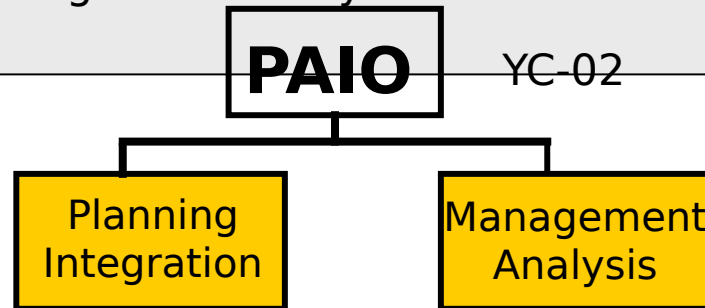 PAIO
YC-02
Planning
Integration
Management
Analysis